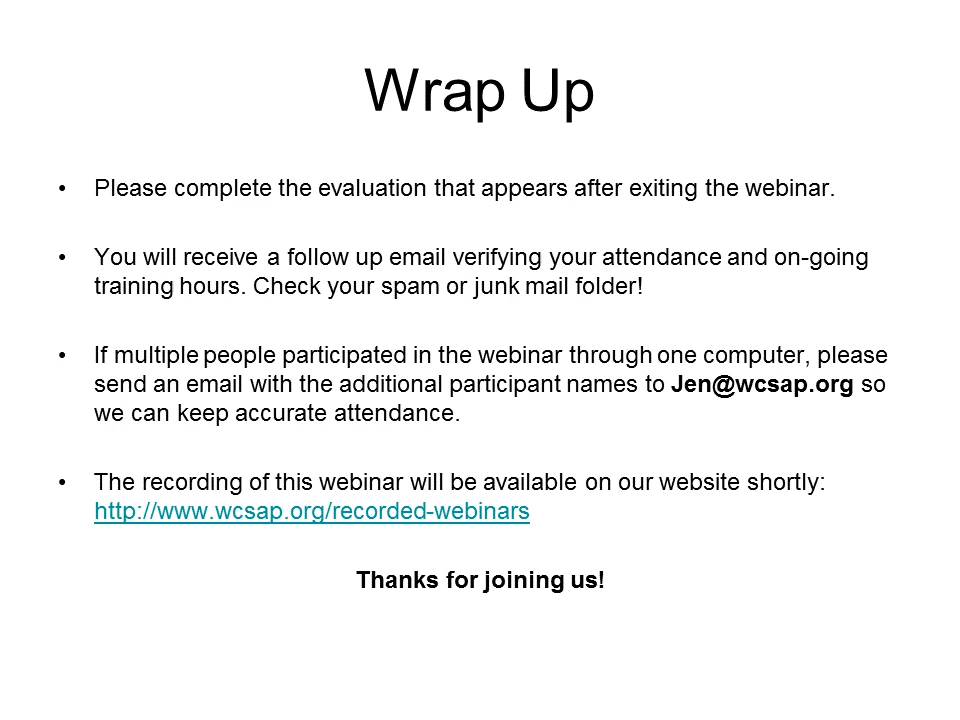 Wrap Up
• Please complete the evaluation that appears after exiting the webinar.
• You will receive a follow up email verifying your attendance and on-going
training hours. Check your spam or junk mail folder!
• If multiple people participated in the webinar through one computer, please
send an email with the additional participant names to Jen@wcsap.org so
we can keep accurate attendance.
• The recording of this webinar will be available on our website shortly:
http://www.wcsap.org/recorded-webinars
Thanks for joining us!